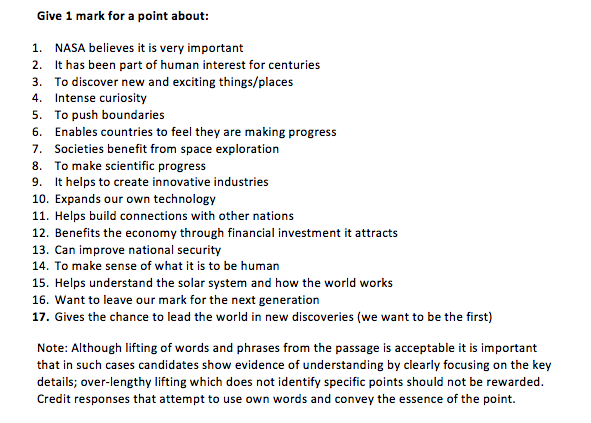 Give 1 mark for a point about:
1. NASA believes it is very important
2. It has been part of human interest for centuries
3. To discover new and exciting things/places
4. Intense curiosity
5. To push boundaries
6. Enables countries to feel they are making progress
7. Societies benefit from space exploration
8. To make scientific progress
9. It helps to create innovative industries
10. Expands our own technology
11. Helps build connections with other nations
12. Benefits the economy through financial investment it attracts
13. Can improve national security
14. To make sense of what it is to be human
15. Helps understand the solar system and how the world works
16. Want to leave our mark for the next generation
17. Gives the chance to lead the world in new discoveries (we want to be the first)
Note: Although lifting of words and phrases from the passage is acceptable it is important
that in such cases candidates show evidence of understanding by clearly focusing on the key
details; over-lengthy lifting which does not identify specific points should not be rewarded.
Credit responses that attempt to use own words and convey the essence of the point.